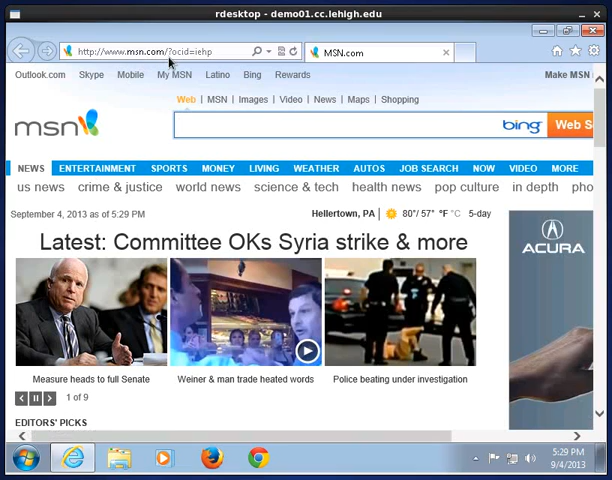 rdesktop - demo01.cc.lehigh.edu
http://www.msn.com/?ocid=iehp
MSN.com
Outlook.com Skype Mobile My MSN Latino Bing Rewards Make MSN
Web | MSN | Images | Video | News | Maps | Shopping
msn
bing Web S
NEWS ENTERTAINMENT SPORTS MONEY LIVING WEATHER AUTOS JOB SEARCH NOW VIDEO MORE
us news crime & justice world news science & tech health news pop culture in depth pho
September 4, 2013 as of 5:29 PM
Hellertown, PA | 80°/ 57° °F °C 5-day
Latest: Committee OKs Syria strike & more
ACURA
Measure heads to full Senate
Weiner & man trade heated words
Police beating under investigation
1 of 9
EDITORS' PICKS
5:29 PM
9/4/2013